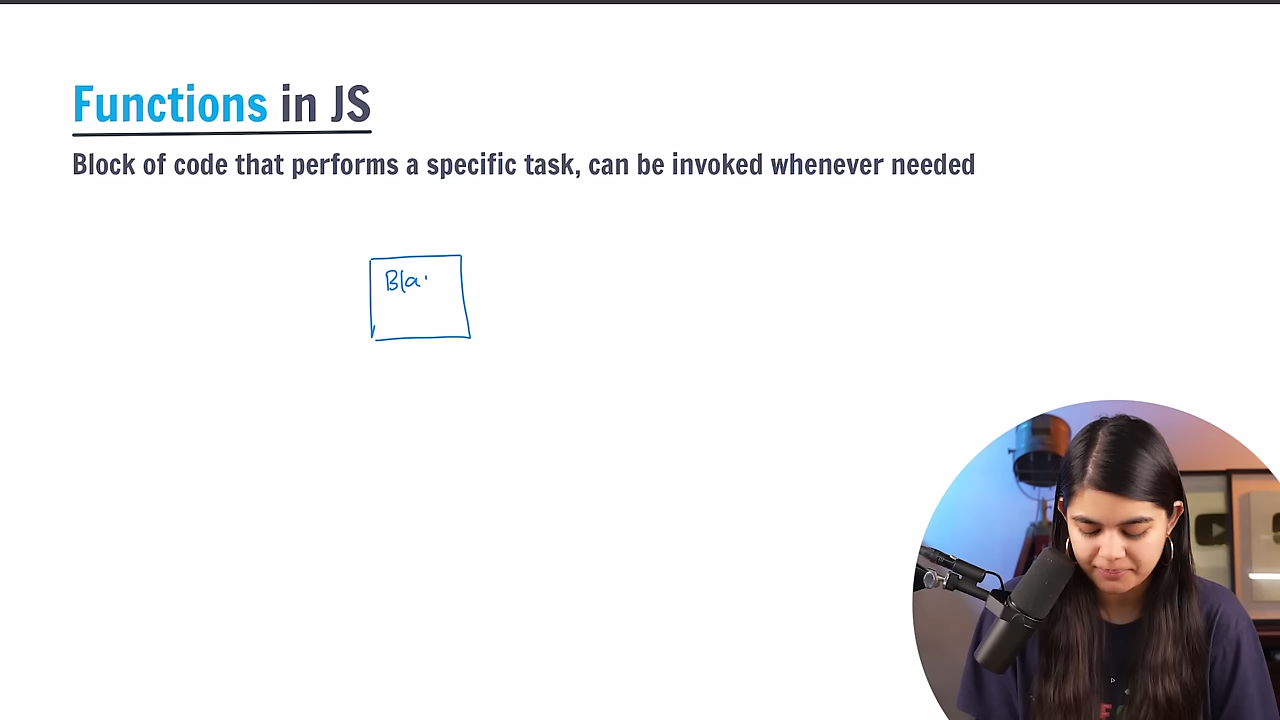 Functions in JS
Block of code that performs a specific task, can be invoked whenever needed
Bla